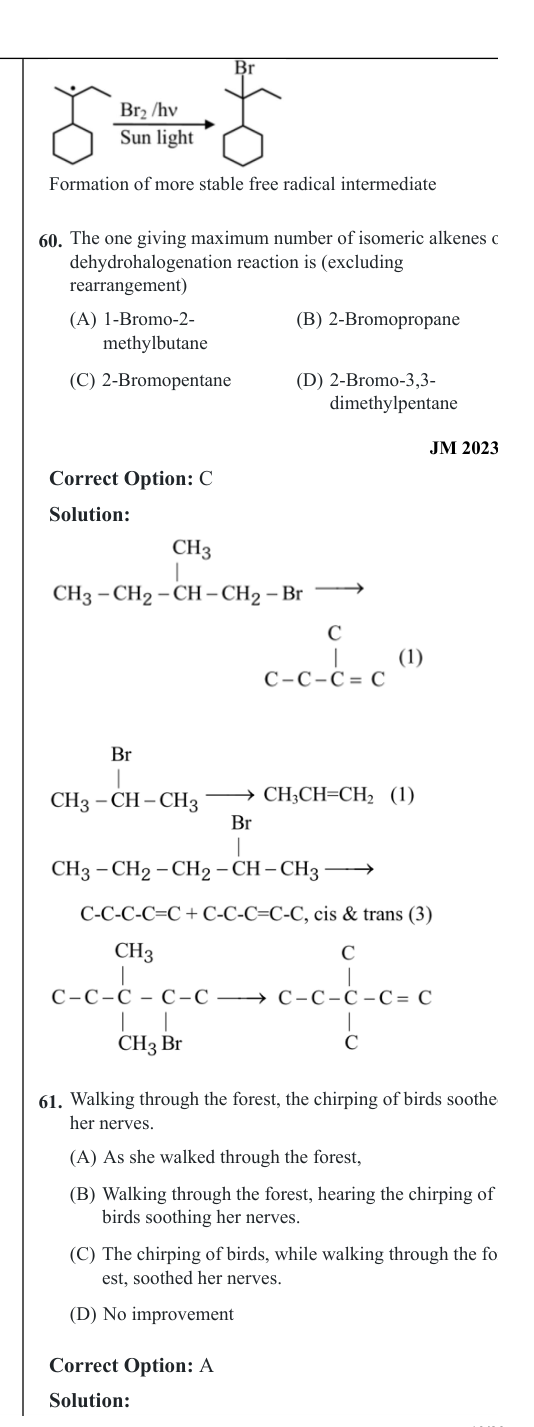 Br
Br₂ /hν
Sun light
Formation of more stable free radical intermediate
60. The one giving maximum number of isomeric alkenes
dehydrohalogenation reaction is (excluding
rearrangement)
(A) 1-Bromo-2-
methylbutane
(B) 2-Bromopropane
(C) 2-Bromopentane
(D) 2-Bromo-3,3-
dimethylpentane
JM 2023
Correct Option: C
Solution:
CH₃
|
CH₃ – CH₂ – CH – CH₂ – Br ⟶
C
| (1)
C – C – C = C
Br
|
CH₃ – CH – CH₃ ⟶ CH₃CH=CH₂ (1)
Br
|
CH₃ – CH₂ – CH₂ – CH – CH₃ ⟶
C-C-C-C=C + C-C-C=C-C, cis & trans (3)
CH₃ C
| |
C – C – C – C – C ⟶ C – C – C – C = C
| | |
CH₃ Br C
61. Walking through the forest, the chirping of birds soothe
her nerves.
(A) As she walked through the forest,
(B) Walking through the forest, hearing the chirping of
birds soothing her nerves.
(C) The chirping of birds, while walking through the fo
est, soothed her nerves.
(D) No improvement
Correct Option: A
Solution: